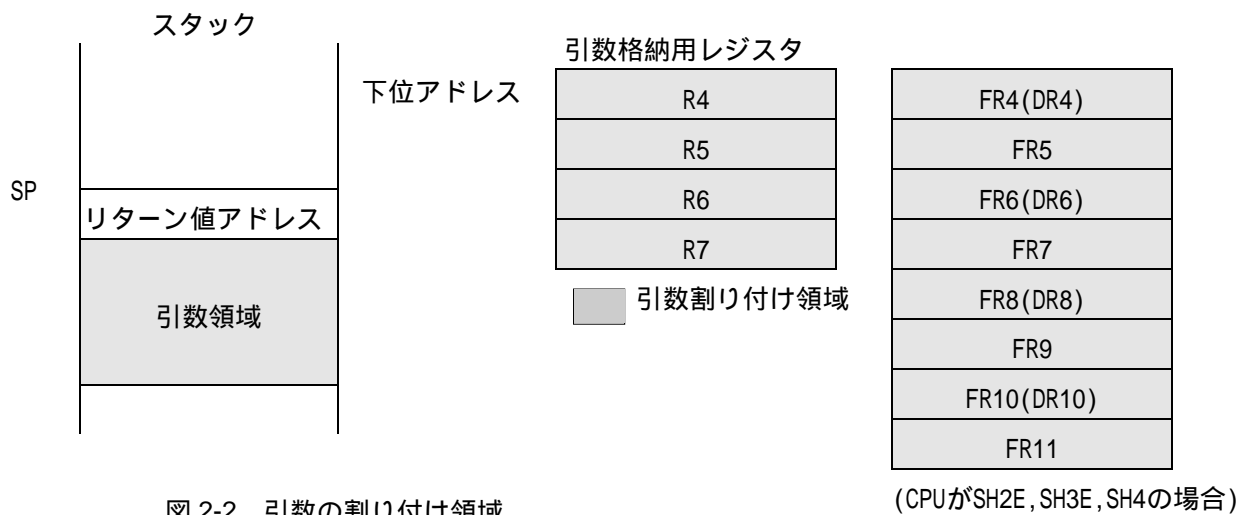 スタック
下位アドレス
SP
リターン値アドレス
引数領域
引数格納用レジスタ
R4
R5
R6
R7
引数割り付け領域
FR4(DR4)
FR5
FR6(DR6)
FR7
FR8(DR8)
FR9
FR10(DR10)
FR11
(CPUがSH2E,SH3E,SH4の場合)
図 2-2 引数の割り付け領域